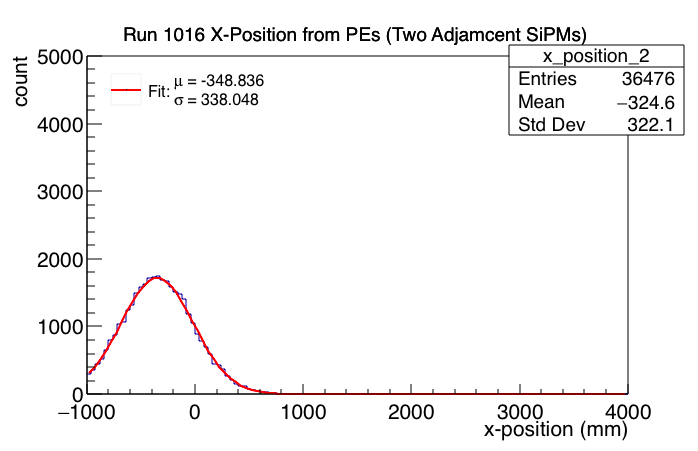 Run 1016 X-Position from PEs (Two Adjamcent SiPMs)
x_position_2
Entries 36476
Mean −324.6
Std Dev 322.1
Fit: μ = -348.836
σ = 338.048
count
5000
4000
3000
2000
1000
0
−1000 0 1000 2000 3000 4000
x-position (mm)